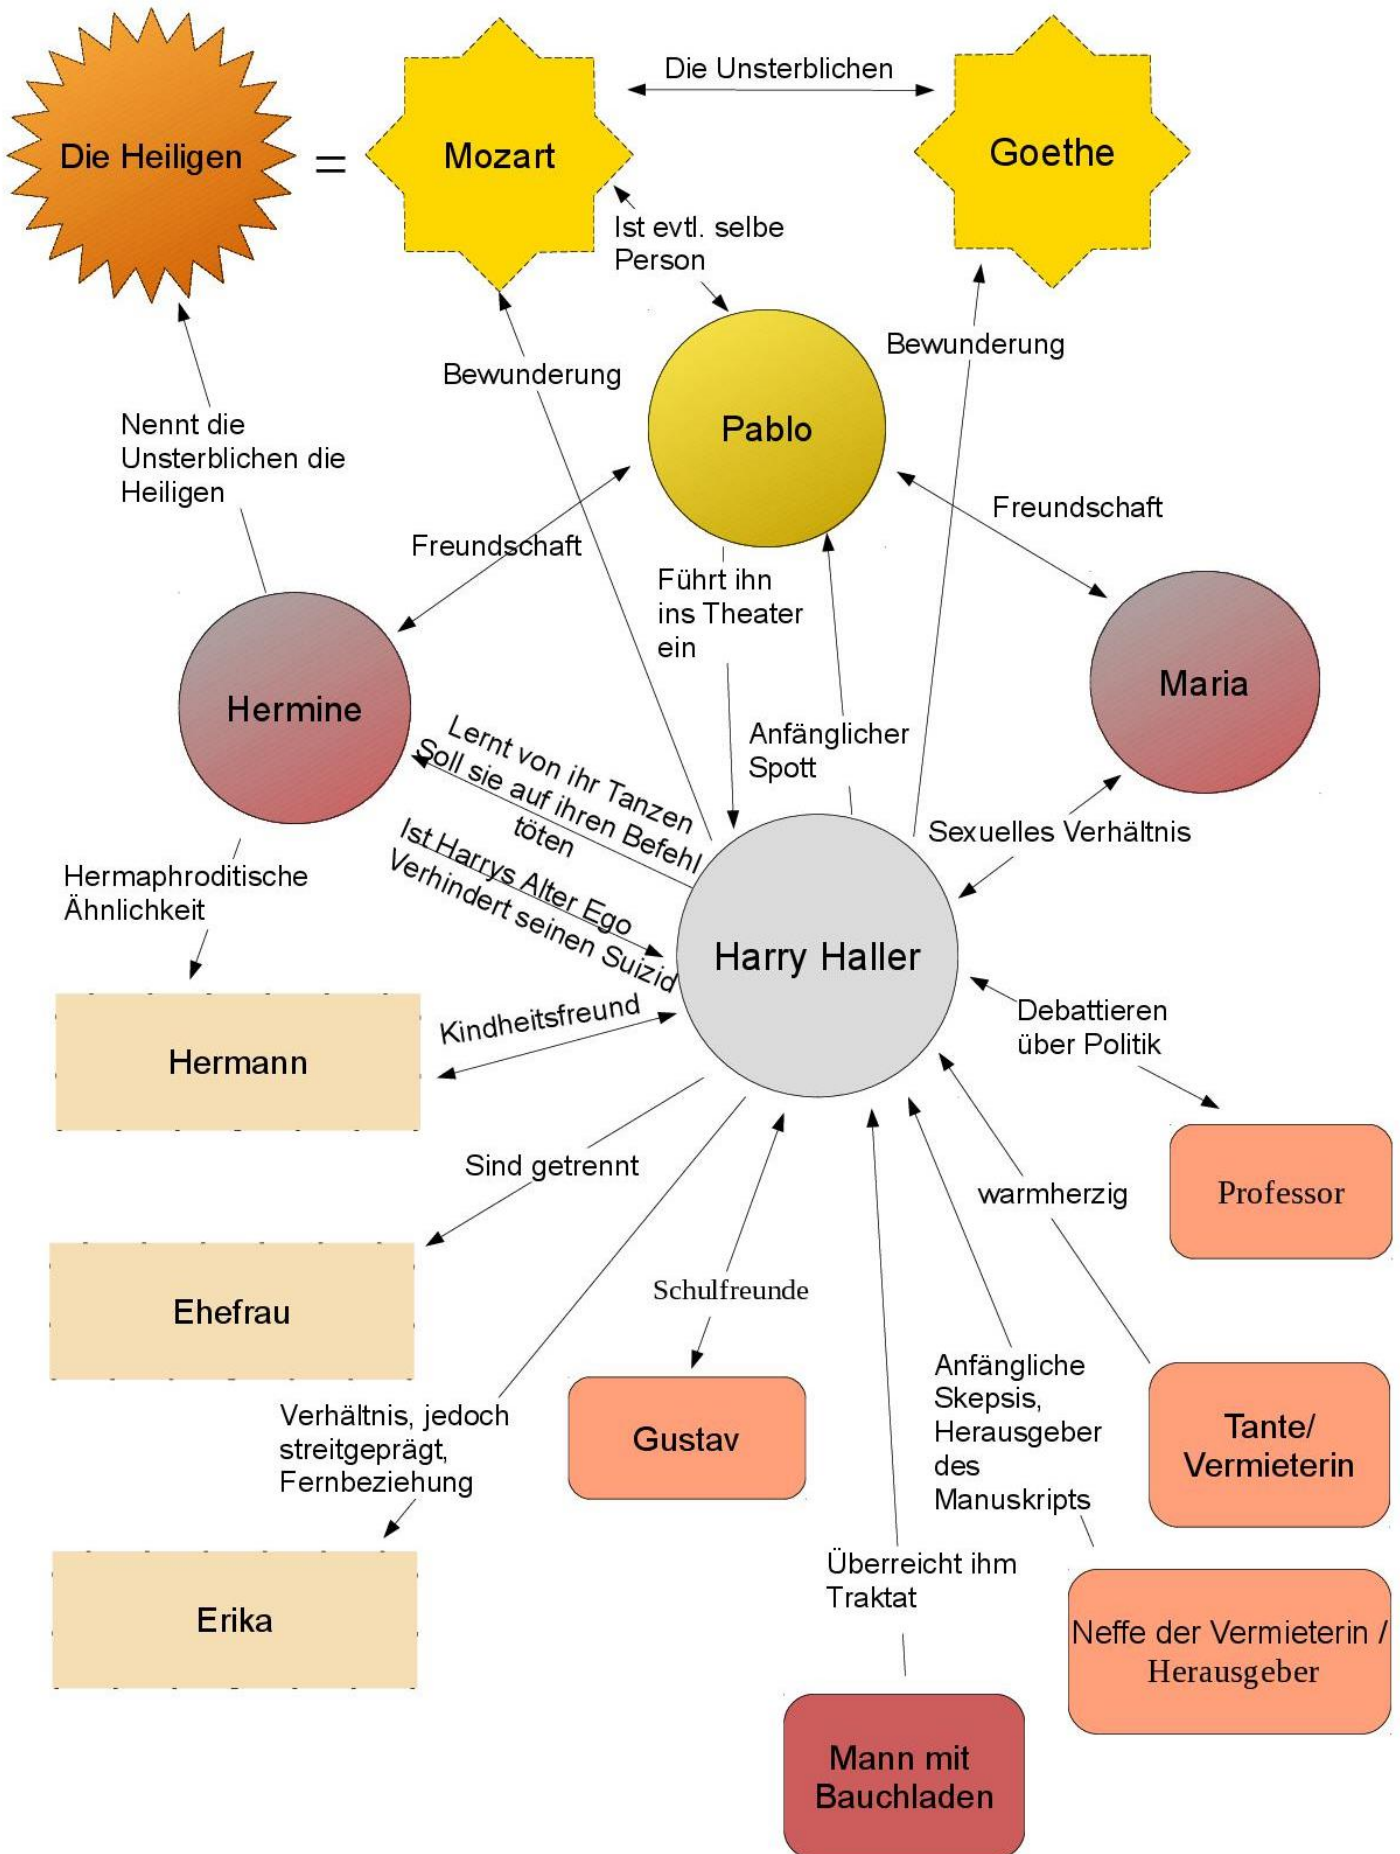 Die Unsterblichen
Die Heiligen
=
Mozart
Goethe
Ist evtl. selbe
Person
Bewunderung
Bewunderung
Nennt die
Unsterblichen die
Heiligen
Pablo
Freundschaft
Freundschaft
Führt ihn
ins Theater
ein
Hermine
Maria
Lernt von ihr Tanzen
Soll sie auf ihren Befehl
töten
Anfänglicher
Spott
Ist Harrys Alter Ego
Verhindert seinen Suizid
Sexuelles Verhältnis
Hermaphroditische
Ähnlichkeit
Harry Haller
Hermann
Kindheitsfreund
Debattieren
über Politik
Sind getrennt
warmherzig
Professor
Ehefrau
Schulfreunde
Verhältnis, jedoch
streitgeprägt,
Fernbeziehung
Gustav
Anfängliche
Skepsis,
Herausgeber
des
Manuskripts
Tante/
Vermieterin
Erika
Überreicht ihm
Traktat
Neffe der Vermieterin /
Herausgeber
Mann mit
Bauchladen